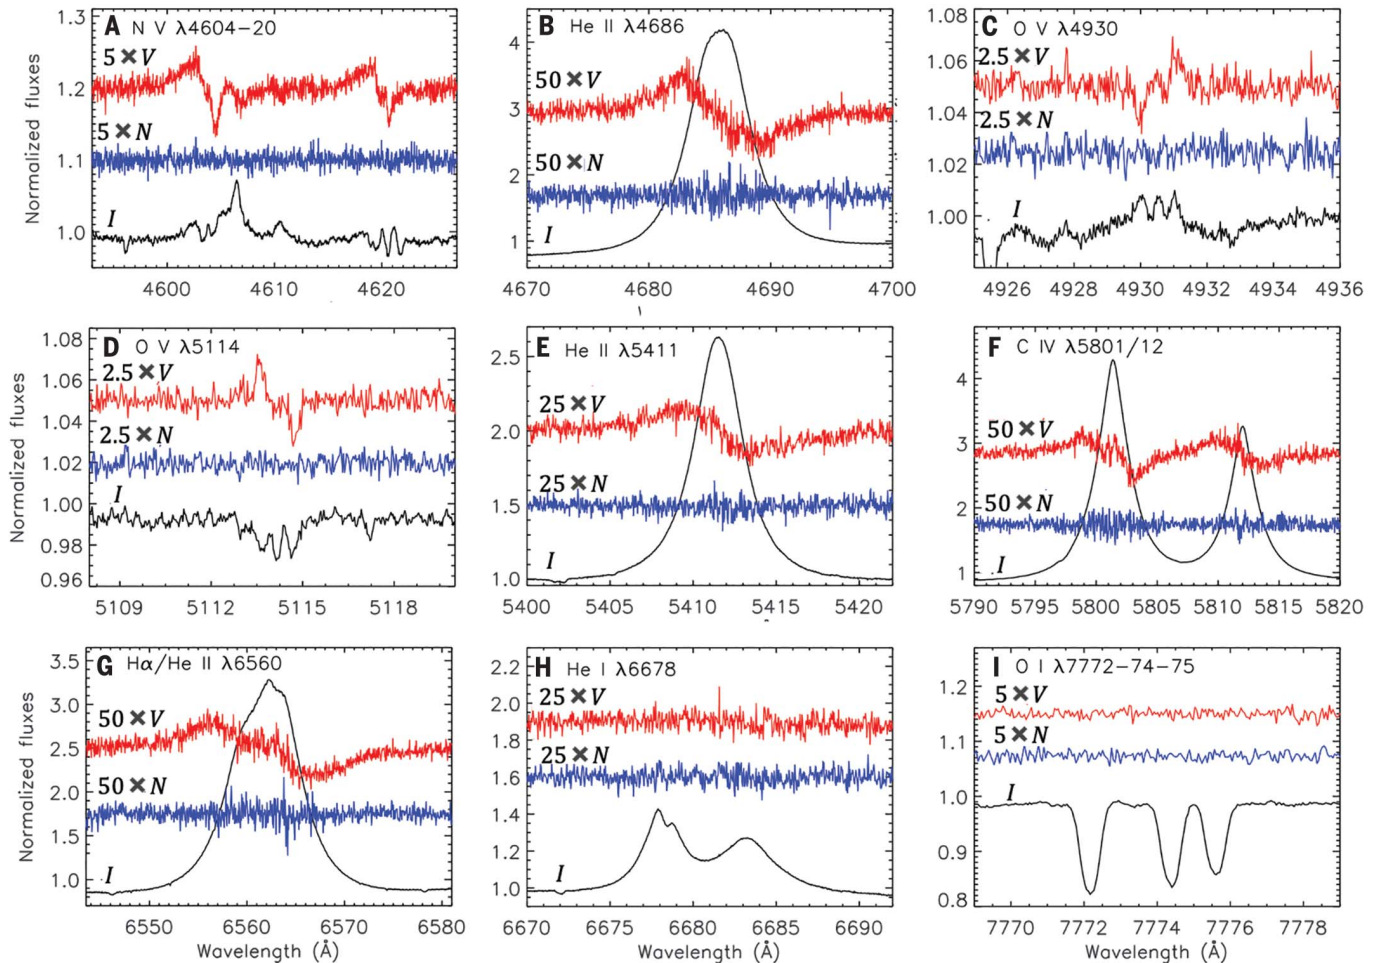 A N V λ4604-20
5 × V
5 × N
I
Normalized fluxes
1.3
1.2
1.1
1.0
4600 4610 4620
B He II λ4686
50 × V
50 × N
I
4
3
2
1
4670 4680 4690 4700
C O V λ4930
2.5 × V
2.5 × N
I
1.08
1.06
1.04
1.02
1.00
4926 4928 4930 4932 4934 4936
D O V λ5114
2.5 × V
2.5 × N
I
Normalized fluxes
1.08
1.06
1.04
1.02
1.00
0.98
0.96
5109 5112 5115 5118
E He II λ5411
25 × V
25 × N
I
2.5
2.0
1.5
1.0
5400 5405 5410 5415 5420
F C IV λ5801/12
50 × V
50 × N
I
4
3
2
1
5790 5795 5800 5805 5810 5815 5820
G Hα/He II λ6560
50 × V
50 × N
I
Normalized fluxes
3.5
3.0
2.5
2.0
1.5
1.0
6550 6560 6570 6580
Wavelength (Å)
H He I λ6678
25 × V
25 × N
I
2.2
2.0
1.8
1.6
1.4
1.2
1.0
6670 6675 6680 6685 6690
Wavelength (Å)
I O I λ7772-74-75
5 × V
5 × N
I
1.2
1.1
1.0
0.9
0.8
7770 7772 7774 7776 7778
Wavelength (Å)